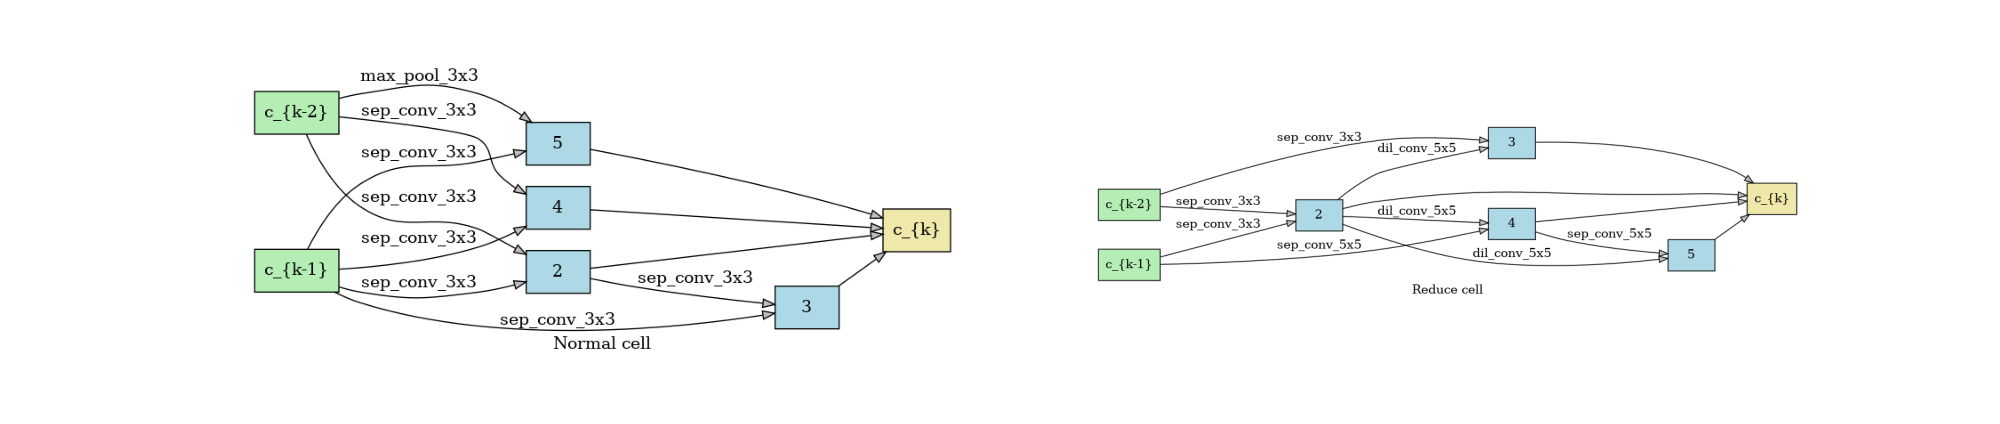 max_pool_3x3
c_{k-2}
sep_conv_3x3
5
sep_conv_3x3
sep_conv_3x3
4
c_{k}
sep_conv_3x3
c_{k-1}
2
sep_conv_3x3
sep_conv_3x3
3
sep_conv_3x3
Normal cell
sep_conv_3x3
3
dil_conv_5x5
c_{k-2}
sep_conv_3x3
2
dil_conv_5x5
c_{k}
sep_conv_3x3
4
sep_conv_5x5
c_{k-1}
sep_conv_5x5
dil_conv_5x5
5
Reduce cell